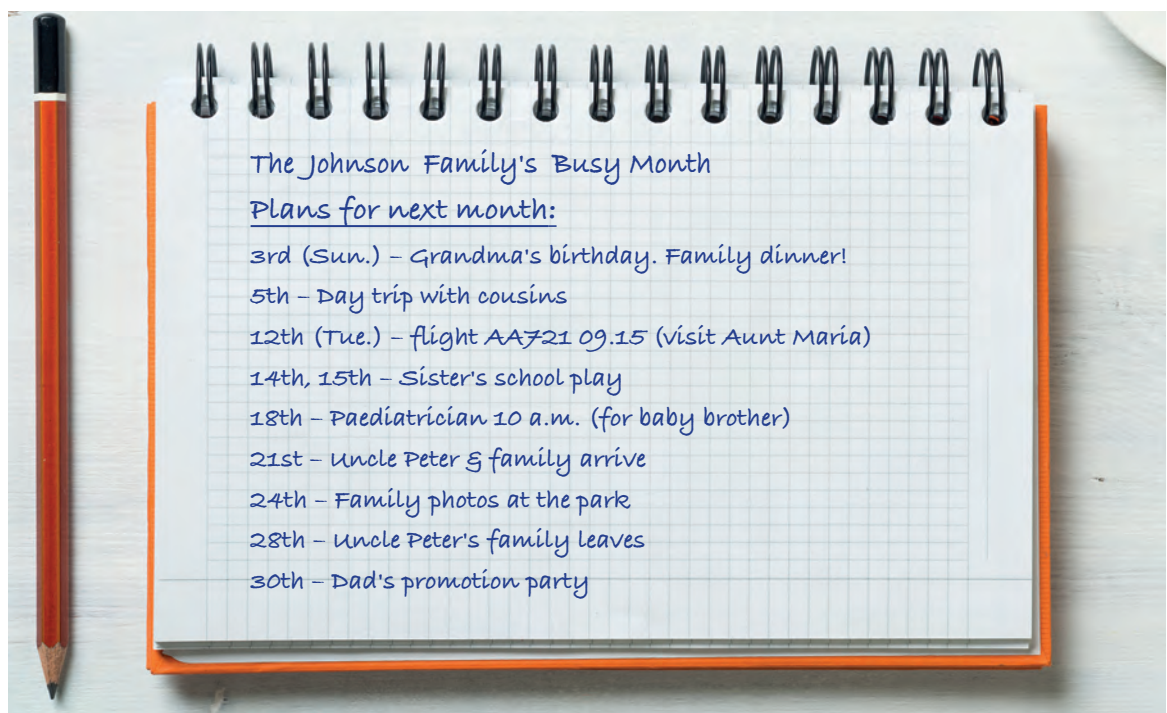 The Johnson Family's Busy Month
Plans for next month:
3rd (Sun.) – Grandma's birthday. Family dinner!
5th – Day trip with cousins
12th (Tue.) – flight AA721 09.15 (visit Aunt Maria)
14th, 15th – Sister's school play
18th – Paediatrician 10 a.m. (for baby brother)
21st – Uncle Peter & family arrive
24th – Family photos at the park
28th – Uncle Peter's family leaves
30th – Dad's promotion party